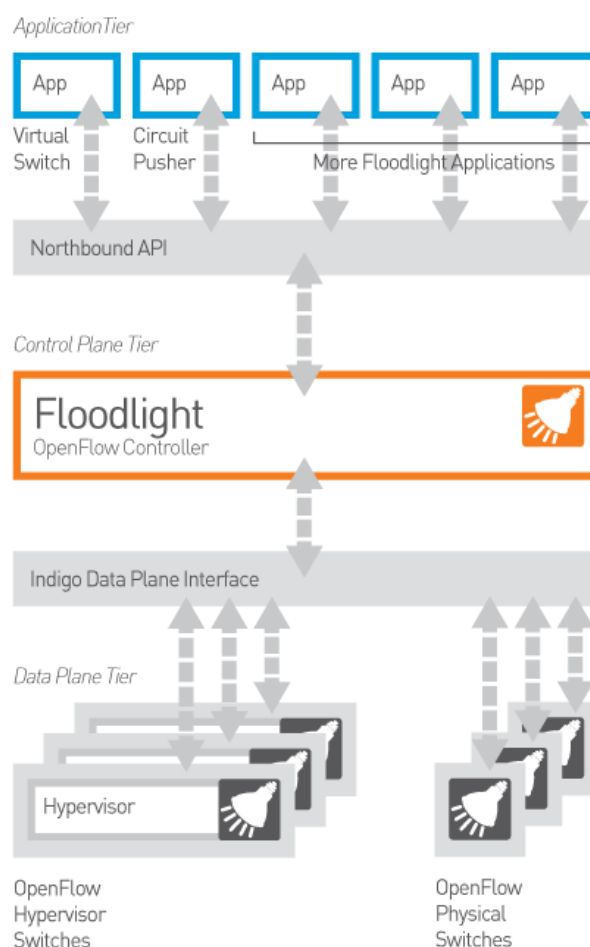 ApplicationTier
App App App App App
Virtual
Switch
Circuit
Pusher
More Floodlight Applications
Northbound API
Control Plane Tier
Floodlight
OpenFlow Controller
Indigo Data Plane Interface
Data Plane Tier
Hypervisor
OpenFlow
Hypervisor
Switches
OpenFlow
Physical
Switches